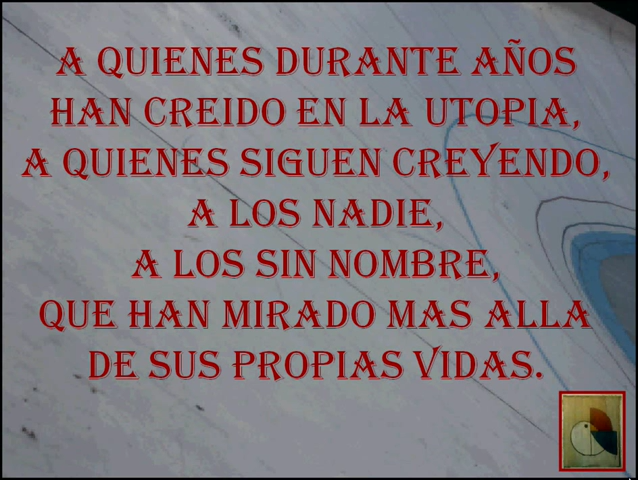 A QUIENES DURANTE AÑOS
HAN CREIDO EN LA UTOPIA,
A QUIENES SIGUEN CREYENDO,
A LOS NADIE,
A LOS SIN NOMBRE,
QUE HAN MIRADO MAS ALLA
DE SUS PROPIAS VIDAS.